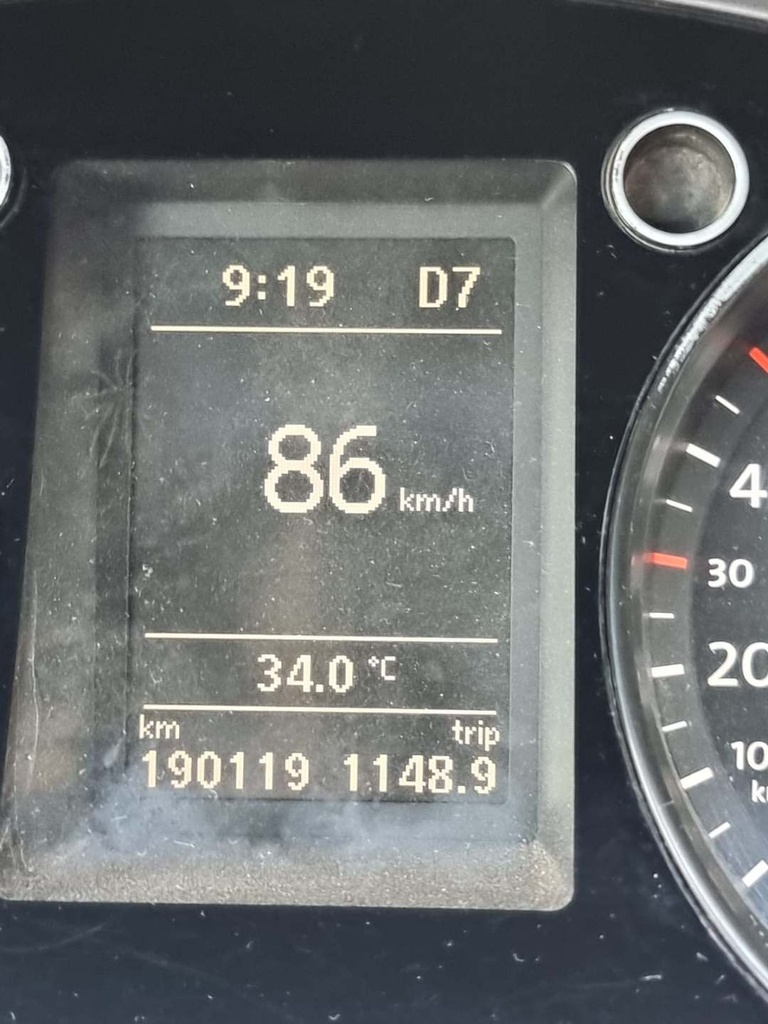 9:19 D7
86 km/h
34.0 °C
km trip
190119 1148.9
30
20